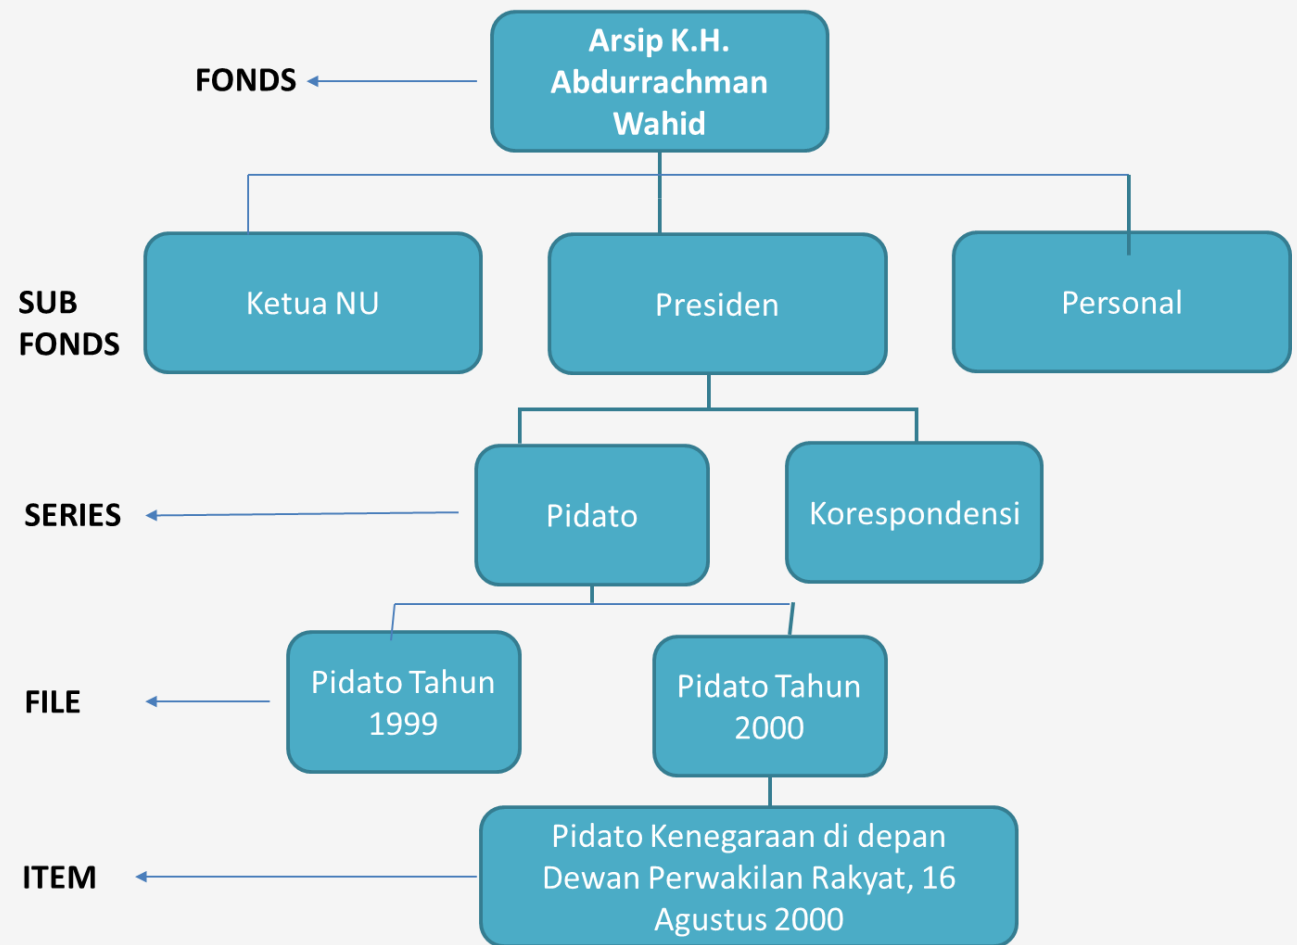 Arsip K.H.
Abdurrachman
Wahid
FONDS
Ketua NU
Presiden
Personal
SUB
FONDS
Pidato
Korespondensi
SERIES
Pidato Tahun
1999
Pidato Tahun
2000
FILE
Pidato Kenegaraan di depan
Dewan Perwakilan Rakyat, 16
Agustus 2000
ITEM